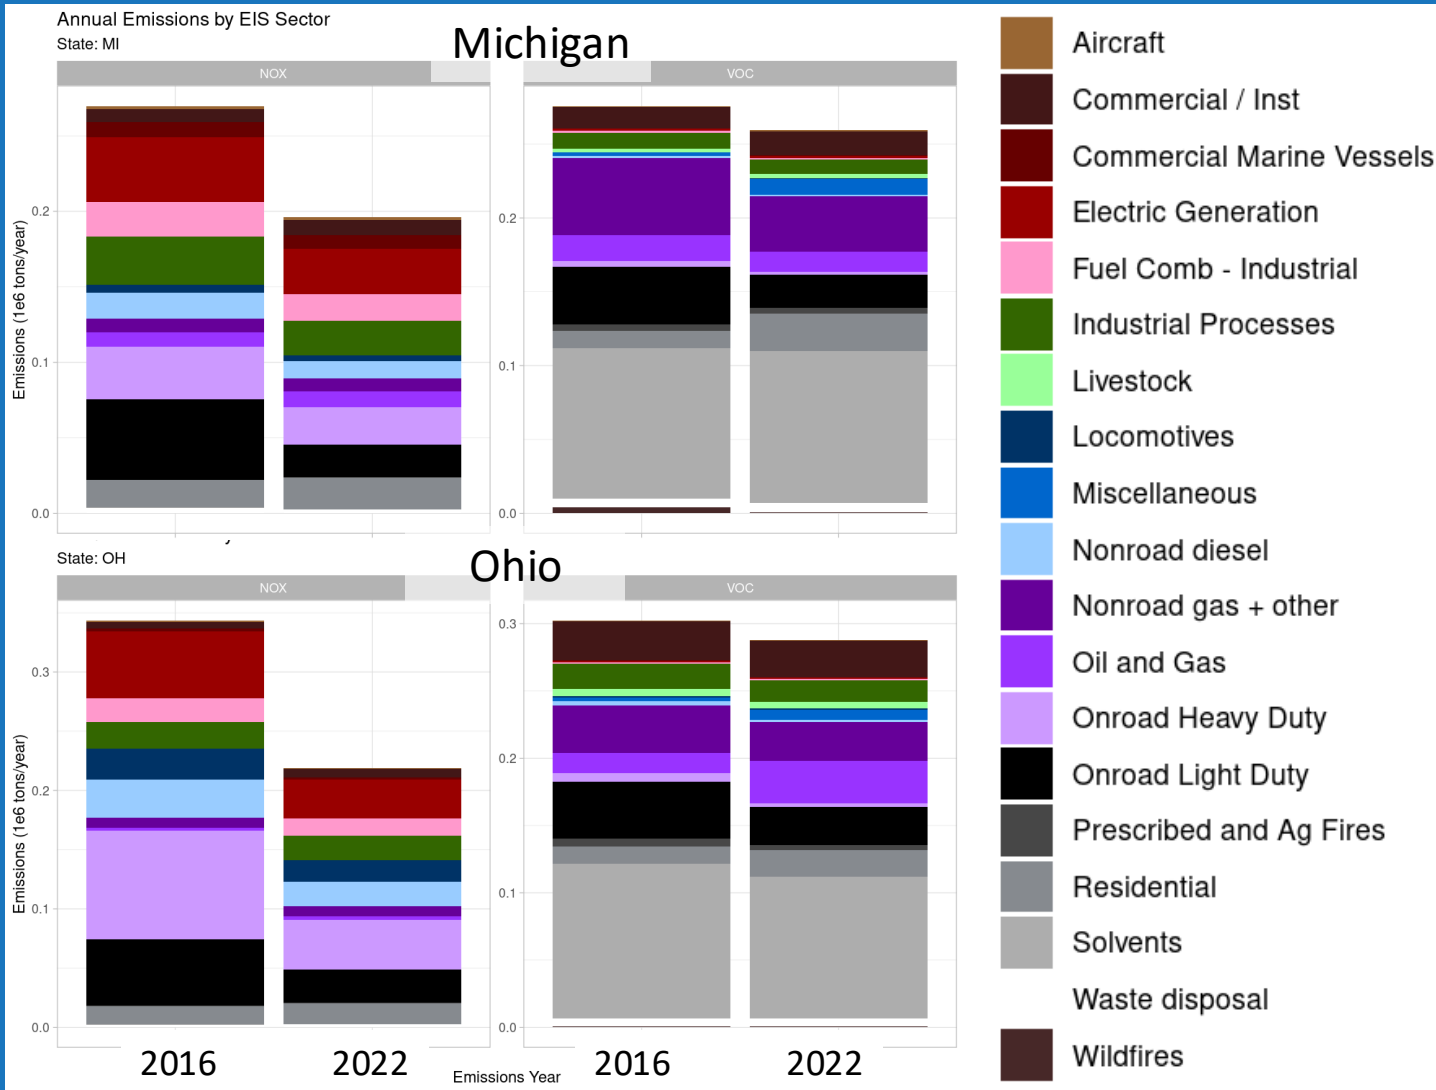 Annual Emissions by EIS Sector
State: MI
Michigan
NOX
VOC
Emissions (1e6 tons/year)
0.2
0.1
0.0
0.2
0.1
0.0
State: OH
Ohio
NOX
VOC
Emissions (1e6 tons/year)
0.3
0.2
0.1
0.0
0.3
0.2
0.1
0.0
2016
2022
2016
2022
Emissions Year
Aircraft
Commercial / Inst
Commercial Marine Vessels
Electric Generation
Fuel Comb - Industrial
Industrial Processes
Livestock
Locomotives
Miscellaneous
Nonroad diesel
Nonroad gas + other
Oil and Gas
Onroad Heavy Duty
Onroad Light Duty
Prescribed and Ag Fires
Residential
Solvents
Waste disposal
Wildfires